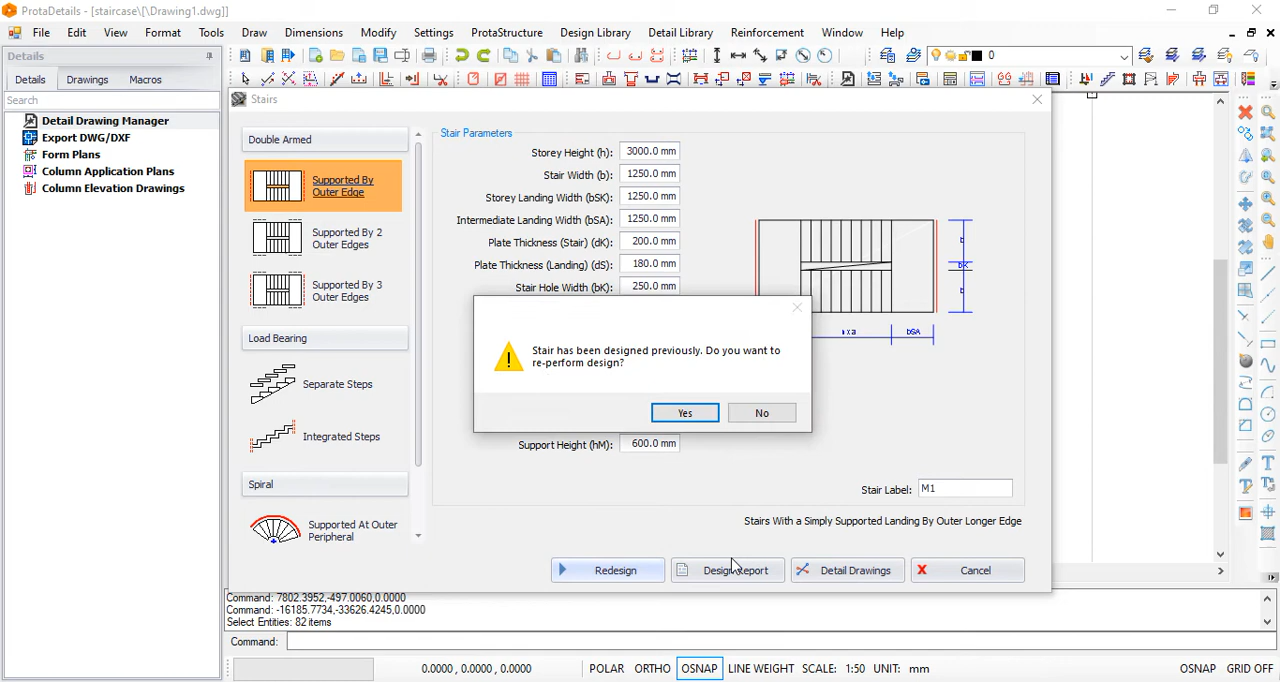 ProtaDetails - [staircase\[\Drawing1.dwg]]
File Edit View Format Tools Draw Dimensions Modify Settings ProtaStructure Design Library Detail Library Reinforcement Window Help
Details
0
Details Drawings Macros
Search
Detail Drawing Manager
Export DWG/DXF
Form Plans
Column Application Plans
Column Elevation Drawings
Stairs
Double Armed
Supported By
Outer Edge
Supported By 2
Outer Edges
Supported By 3
Outer Edges
Load Bearing
Separate Steps
Integrated Steps
Spiral
Supported At Outer
Peripheral
Stair Parameters
Storey Height (h): 3000.0 mm
Stair Width (b): 1250.0 mm
Storey Landing Width (bSK): 1250.0 mm
Intermediate Landing Width (bSA): 1250.0 mm
Plate Thickness (Stair) (dK): 200.0 mm
Plate Thickness (Landing) (dS): 180.0 mm
Stair Hole Width (bK): 250.0 mm
b
bK
b
n x a
bSA
Stair has been designed previously. Do you want to
re-perform design?
Yes No
Support Height (hM): 600.0 mm
Stair Label: M1
Stairs With a Simply Supported Landing By Outer Longer Edge
Redesign Design Report Detail Drawings Cancel
Command: 7802.3952,-497.0060,0.0000
Command: -16185.7734,-33626.4245,0.0000
Select Entities: 82 items
Command:
0.0000 , 0.0000 , 0.0000 POLAR ORTHO OSNAP LINE WEIGHT SCALE: 1:50 UNIT: mm OSNAP GRID OFF